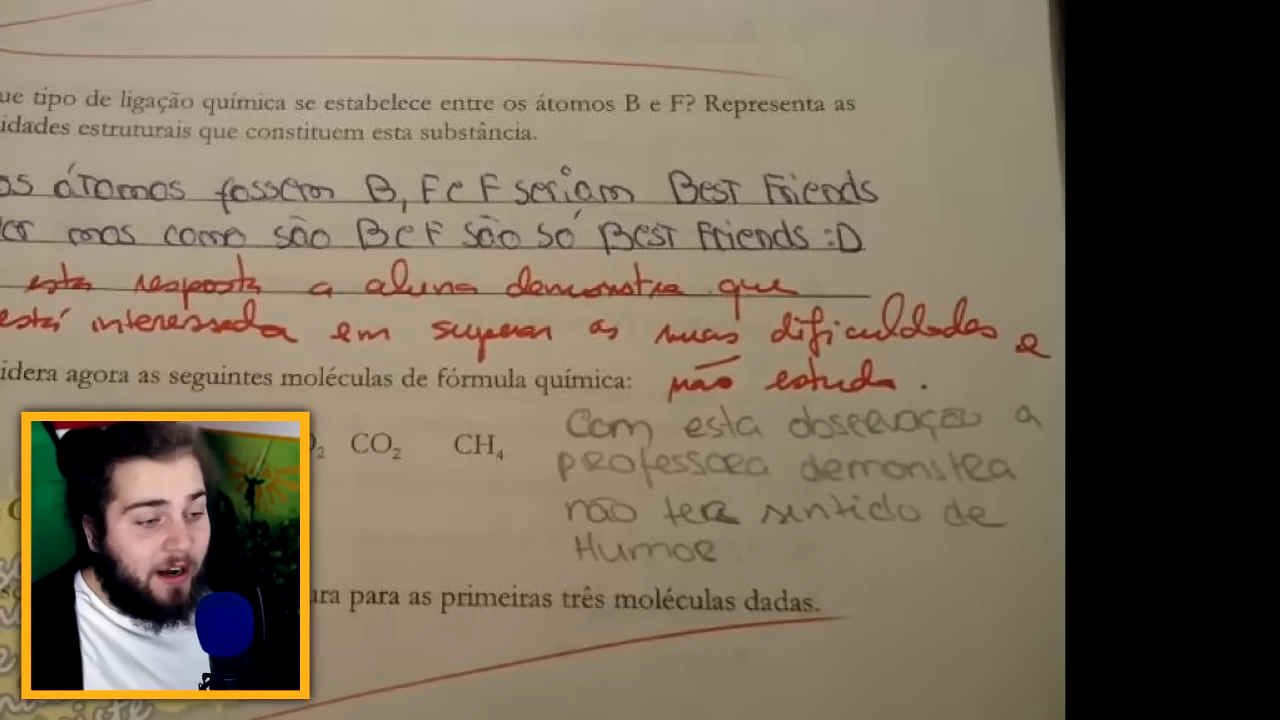 ue tipo de ligação química se estabelece entre os átomos B e F? Representa as
idades estruturais que constituem esta substância.
os átomos fossem B, F e F seriam Best Friends
mas como são B e F são só Best Friends :D
esta resposta a aluna demonstra que
está interessada em superar as suas dificuldades e
não estuda.
idera agora as seguintes moléculas de fórmula química:
CO₂ CH₄
Com esta observação a
professora demonstra
não ter sentido de
Humor
ura para as primeiras três moléculas dadas.